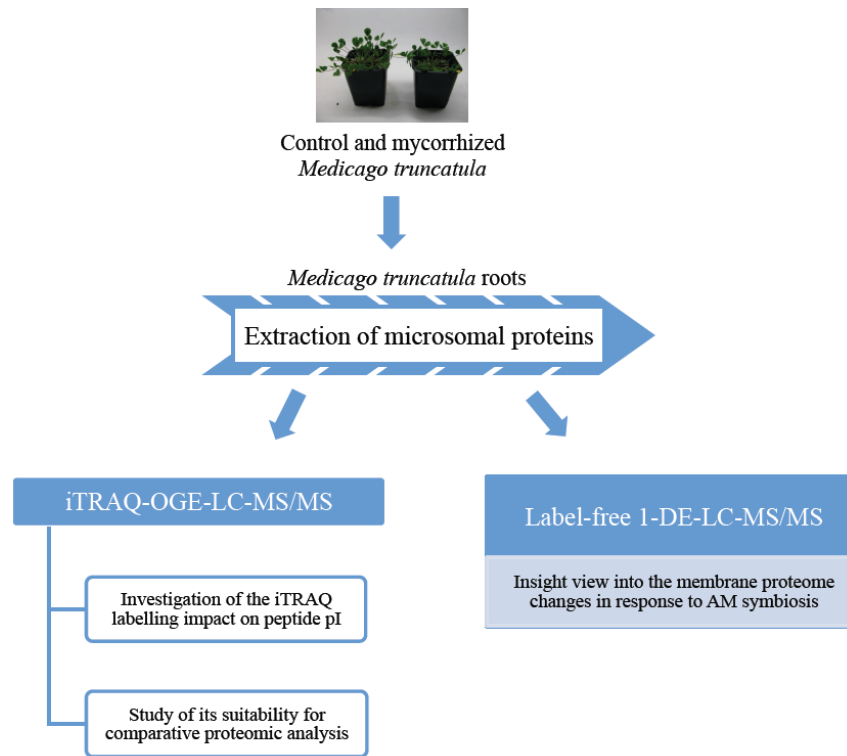 Control and mycorrhized
Medicago truncatula
Medicago truncatula roots
Extraction of microsomal proteins
iTRAQ-OGE-LC-MS/MS
Investigation of the iTRAQ
labelling impact on peptide pI
Study of its suitability for
comparative proteomic analysis
Label-free 1-DE-LC-MS/MS
Insight view into the membrane proteome
changes in response to AM symbiosis